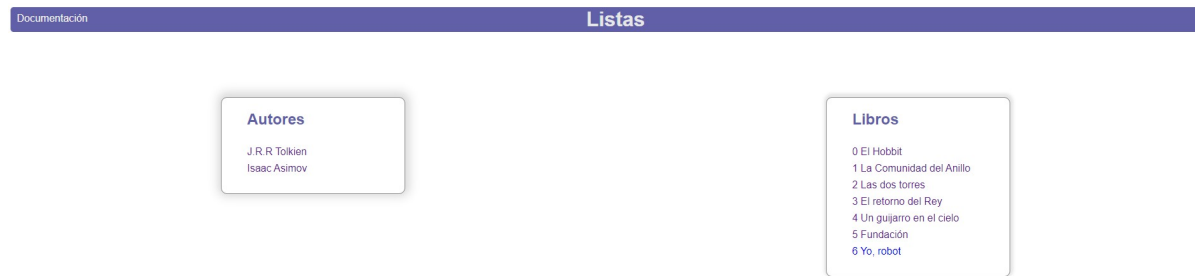 Documentación
Listas
Autores
J.R.R Tolkien
Isaac Asimov
Libros
0 El Hobbit
1 La Comunidad del Anillo
2 Las dos torres
3 El retorno del Rey
4 Un guijarro en el cielo
5 Fundación
6 Yo, robot